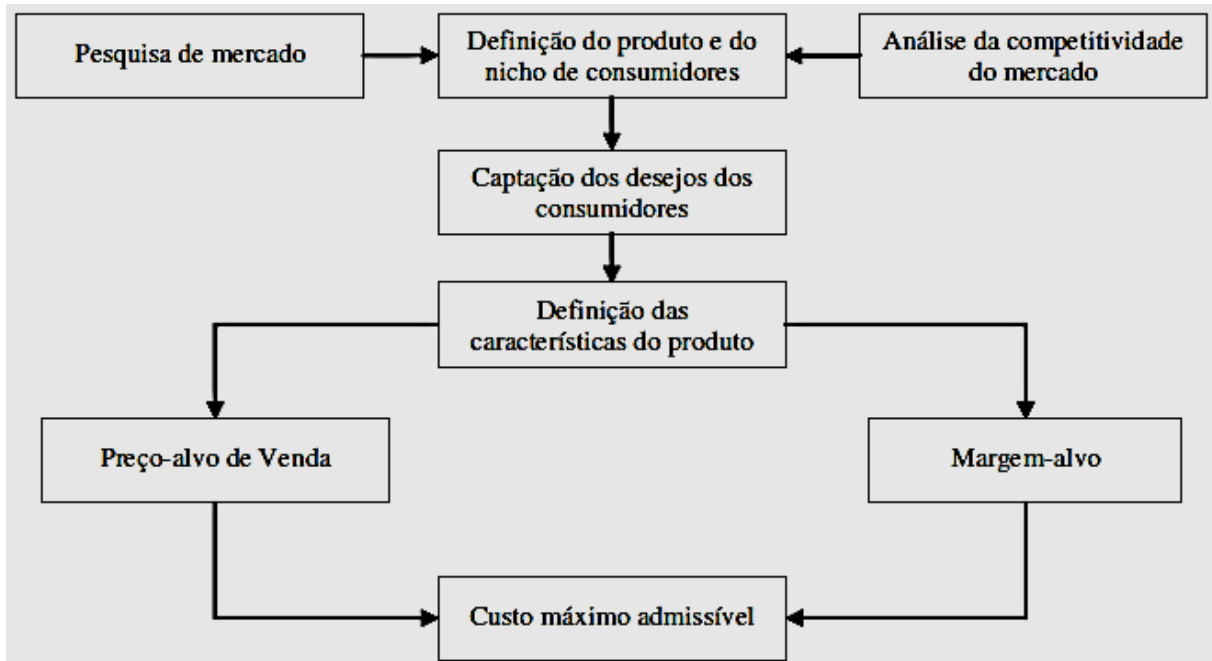 Pesquisa de mercado
Definição do produto e do
nicho de consumidores
Análise da competitividade
do mercado
Captação dos desejos dos
consumidores
Definição das
características do produto
Preço-alvo de Venda
Margem-alvo
Custo máximo admissível